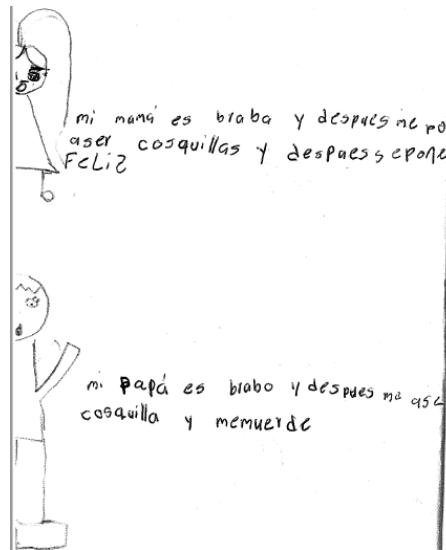 mi mamá es braba y despues me po
aser cosquillas y despues se pone
FELIZ
mi papá es brabo y despues me ase
cosquilla y memuerde